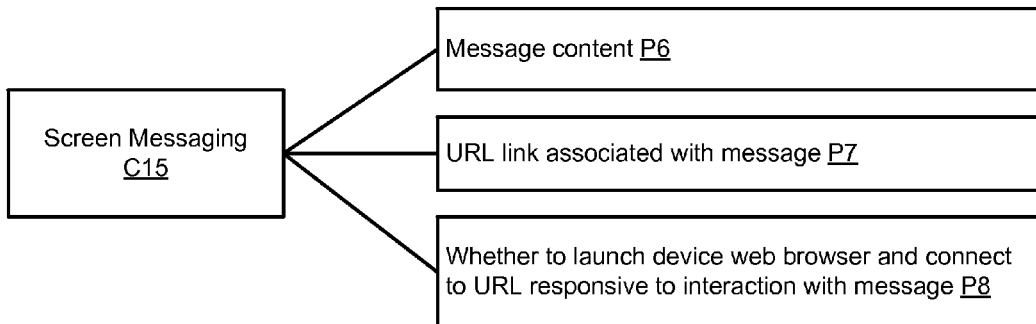 Message content P6
Screen Messaging
C15
URL link associated with message P7
Whether to launch device web browser and connect
to URL responsive to interaction with message P8